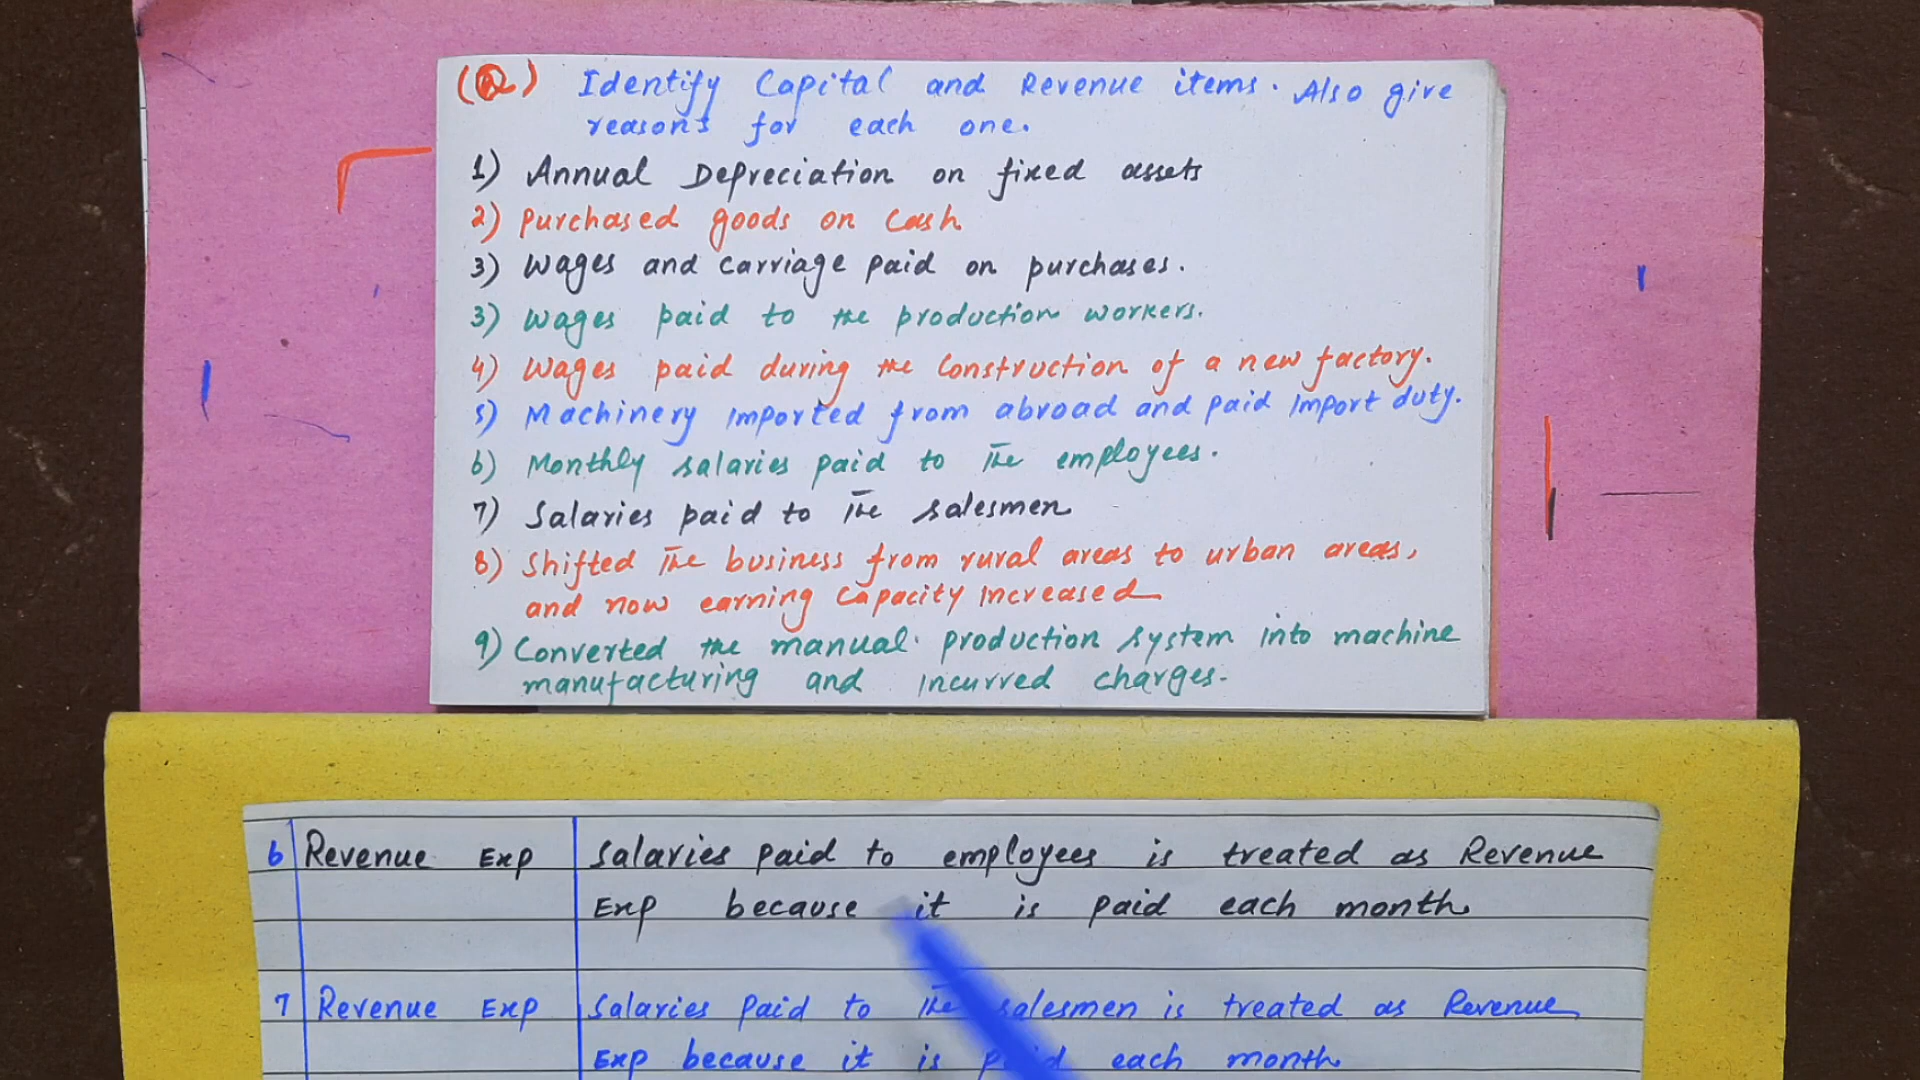 (Q) Identify Capital and Revenue items. Also give
reasons for each one.
1) Annual Depreciation on fixed assets
2) Purchased goods on Cash
3) Wages and carriage paid on purchases.
3) Wages paid to the production workers.
4) Wages paid during the Construction of a new factory.
5) Machinery imported from abroad and paid import duty.
6) Monthly salaries paid to the employees.
7) Salaries paid to the salesmen
8) Shifted the business from rural areas to urban areas,
and now earning capacity increased
9) Converted the manual production system into machine
manufacturing and incurred charges.
6 Revenue Exp Salaries paid to employees is treated as Revenue
Exp because it is paid each month
7 Revenue Exp Salaries paid to the salesmen is treated as Revenue
Exp because it is paid each month